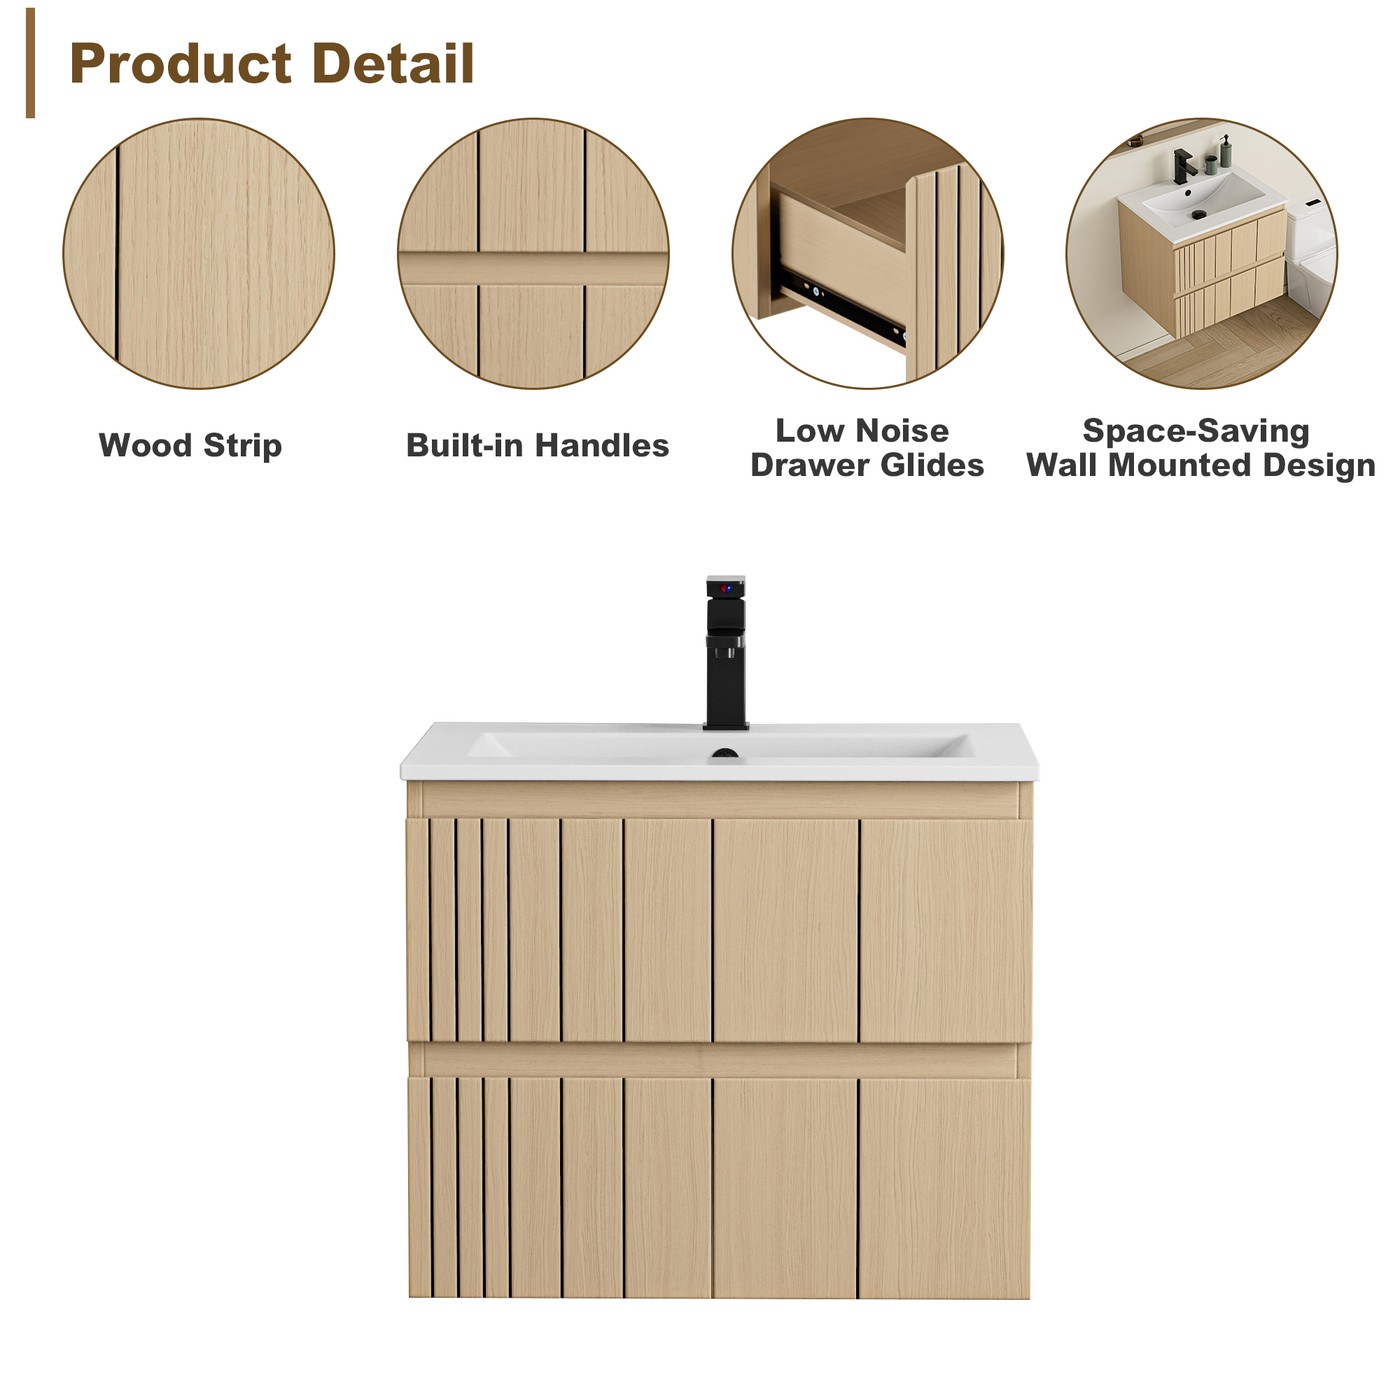 Product Detail
Wood Strip
Built-in Handles
Low Noise
Drawer Glides
Space-Saving
Wall Mounted Design